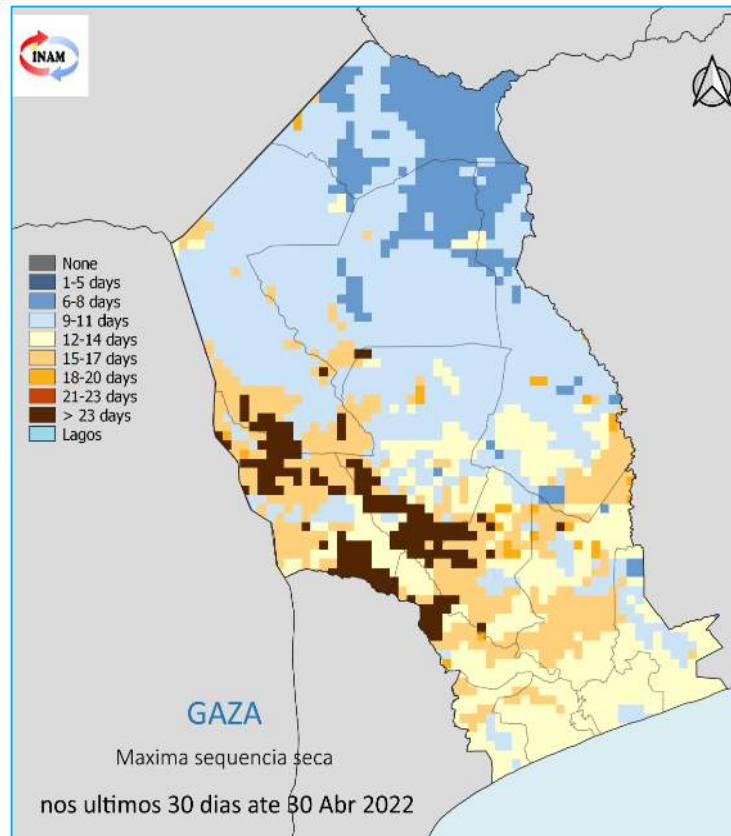 INAM
None
1-5 days
6-8 days
9-11 days
12-14 days
15-17 days
18-20 days
21-23 days
> 23 days
Lagos
GAZA
Maxima sequencia seca
nos ultimos 30 dias ate 30 Abr 2022